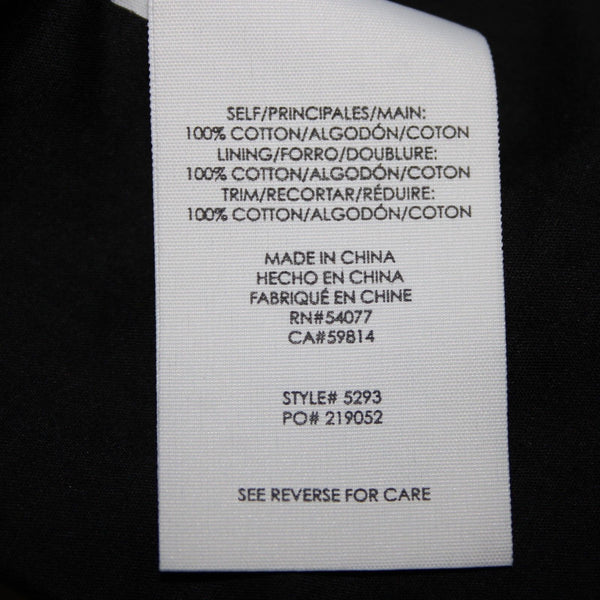 SELF/PRINCIPALES/MAIN:
100% COTTON/ALGODÓN/COTON
LINING/FORRO/DOUBLURE:
100% COTTON/ALGODÓN/COTON
TRIM/RECORTAR/RÉDUIRE:
100% COTTON/ALGODÓN/COTON
MADE IN CHINA
HECHO EN CHINA
FABRIQUÉ EN CHINE
RN#54077
CA#59814
STYLE# 5293
PO# 219052
SEE REVERSE FOR CARE